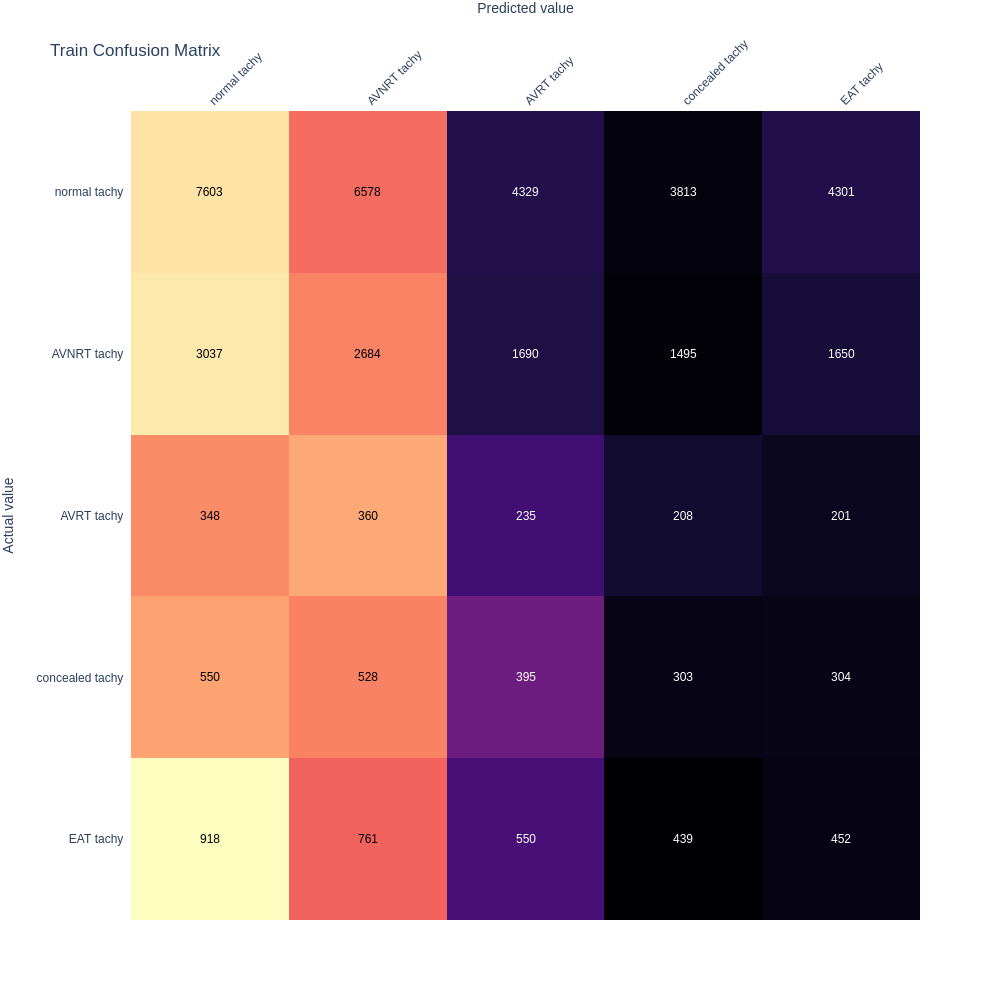 Predicted value
Train Confusion Matrix
normal tachy AVNRT tachy AVRT tachy concealed tachy EAT tachy
normal tachy 7603 6578 4329 3813 4301
AVNRT tachy 3037 2684 1690 1495 1650
Actual value
AVRT tachy 348 360 235 208 201
concealed tachy 550 528 395 303 304
EAT tachy 918 761 550 439 452